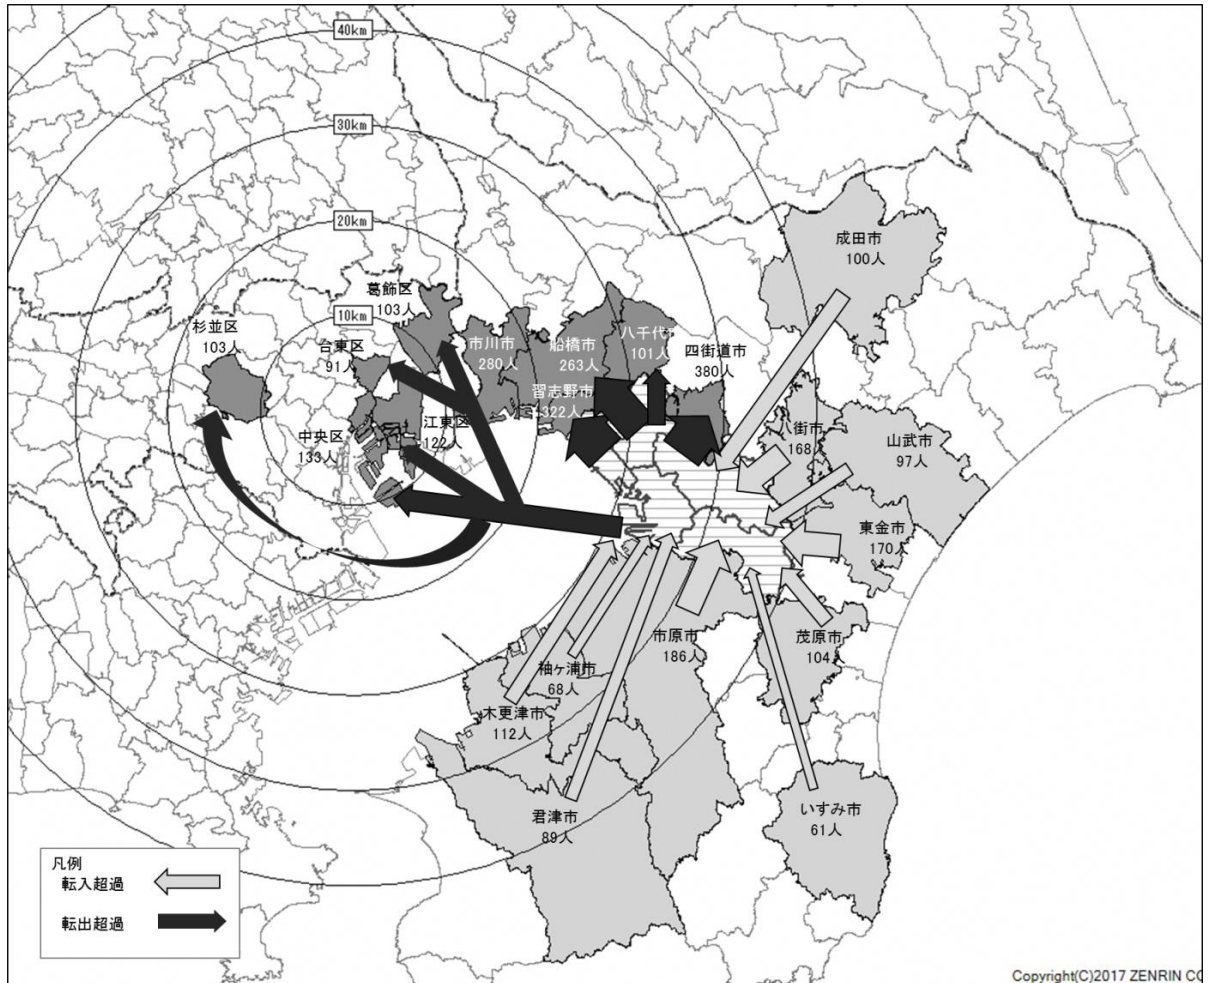 40km
30km
20km
10km
成田市
100人
葛飾区
103人
杉並区
103人
台東区
91人
市川市
280人
船橋市
263人
八千代市
101人
四街道市
380人
習志野市
322人
中央区
133人
江東区
122人
八街市
168人
山武市
97人
東金市
170人
市原市
186人
茂原市
104人
袖ヶ浦市
68人
木更津市
112人
君津市
89人
いすみ市
61人
凡例
転入超過
転出超過
Copyright(C)2017 ZENRIN CO